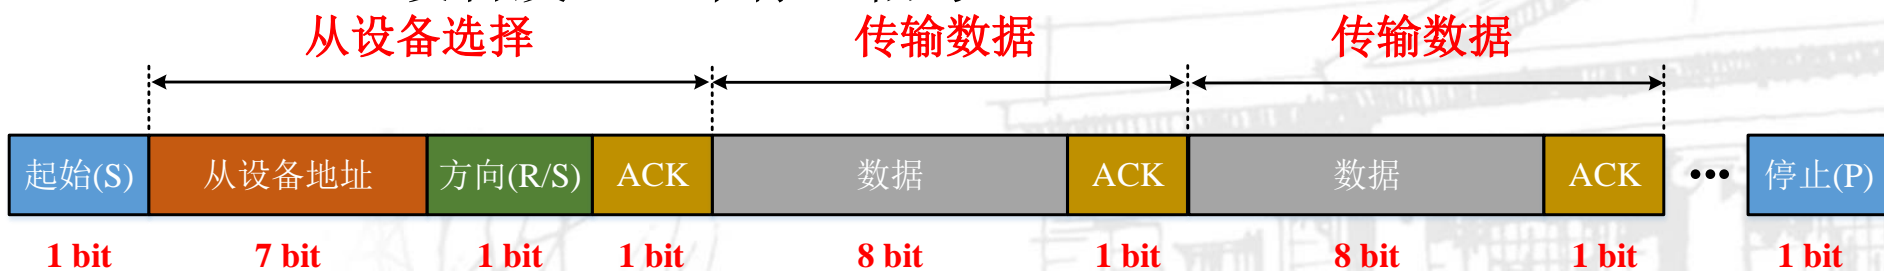 从设备选择 传输数据 传输数据
起始(S) 从设备地址 方向(R/S) ACK 数据 ACK 数据 ACK ••• 停止(P)
1 bit 7 bit 1 bit 1 bit 8 bit 1 bit 8 bit 1 bit 1 bit